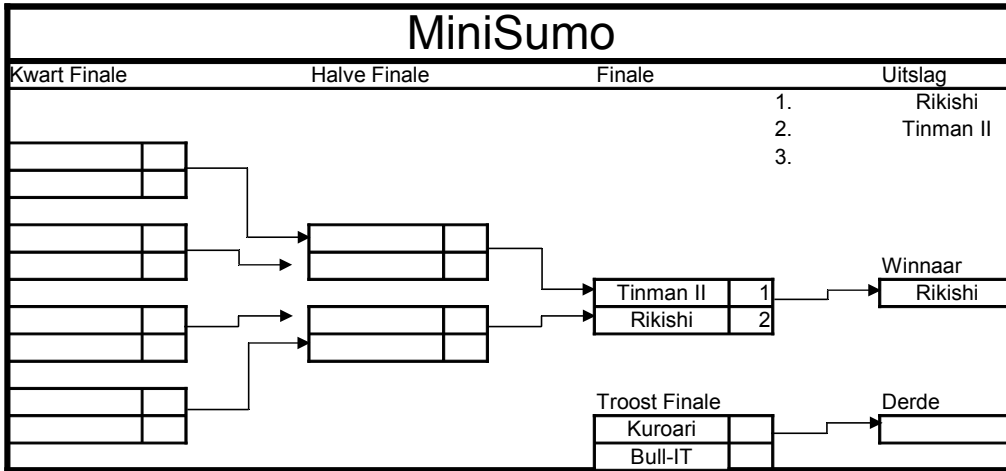 MiniSumo
Kwart Finale Halve Finale Finale Uitslag
1. Rikishi
2. Tinman II
3.
Winnaar
Tinman II 1 Rikishi
Rikishi 2
Troost Finale Derde
Kuroari
Bull-IT